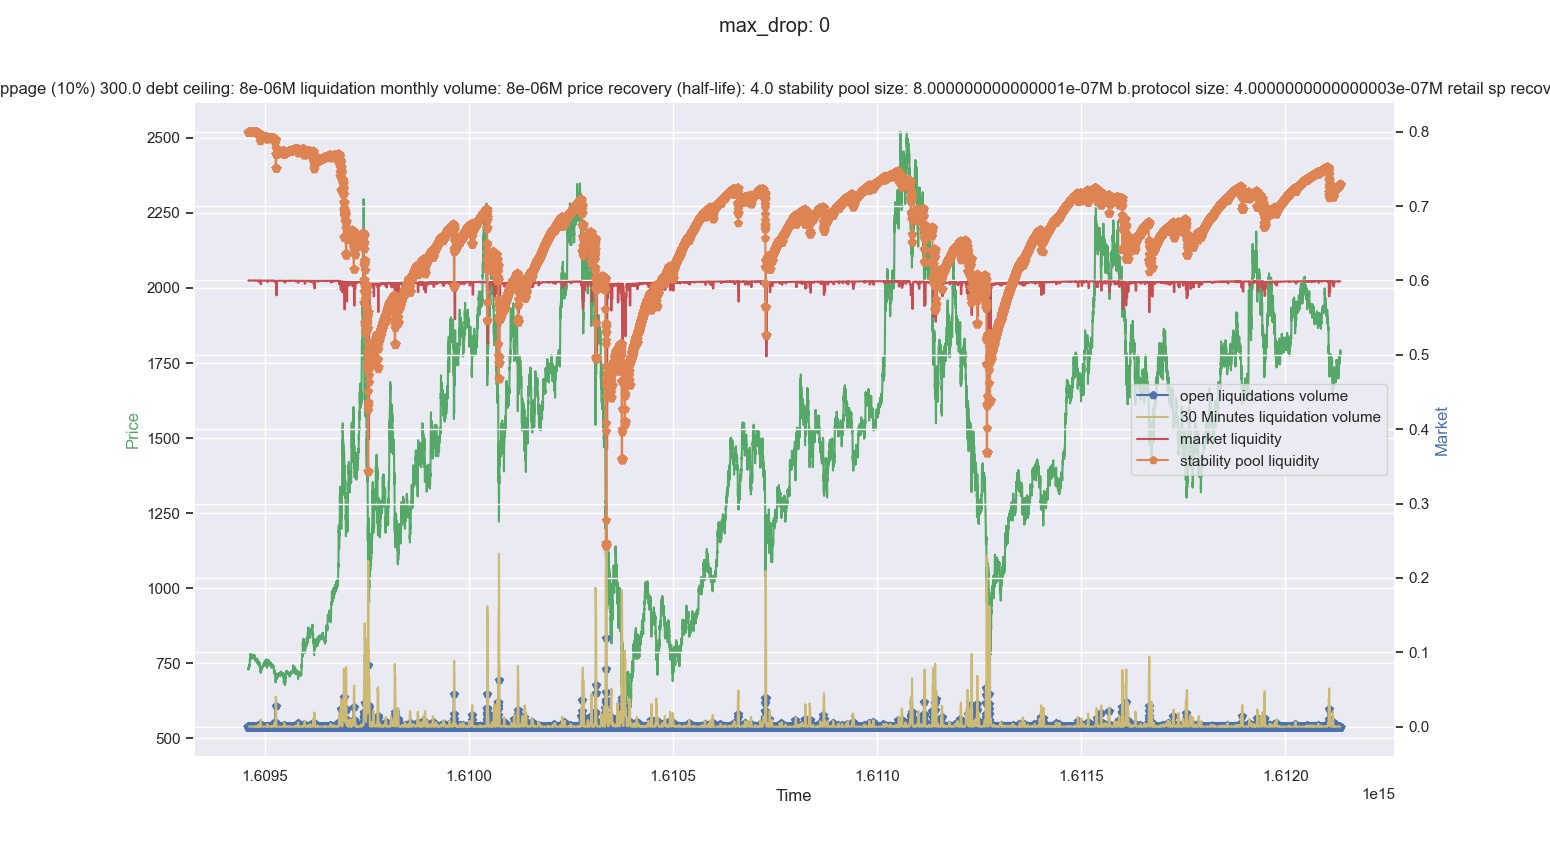 max_drop: 0
ppage (10%) 300.0 debt ceiling: 8e-06M liquidation monthly volume: 8e-06M price recovery (half-life): 4.0 stability pool size: 8.000000000000001e-07M b.protocol size: 4.0000000000000003e-07M retail sp recov
2500
2250
2000
1750
1500
1250
1000
750
500
Price
0.8
0.7
0.6
0.5
0.4
0.3
0.2
0.1
0.0
Market
open liquidations volume
30 Minutes liquidation volume
market liquidity
stability pool liquidity
1.6095
1.6100
1.6105
1.6110
1.6115
1.6120
Time
1e15